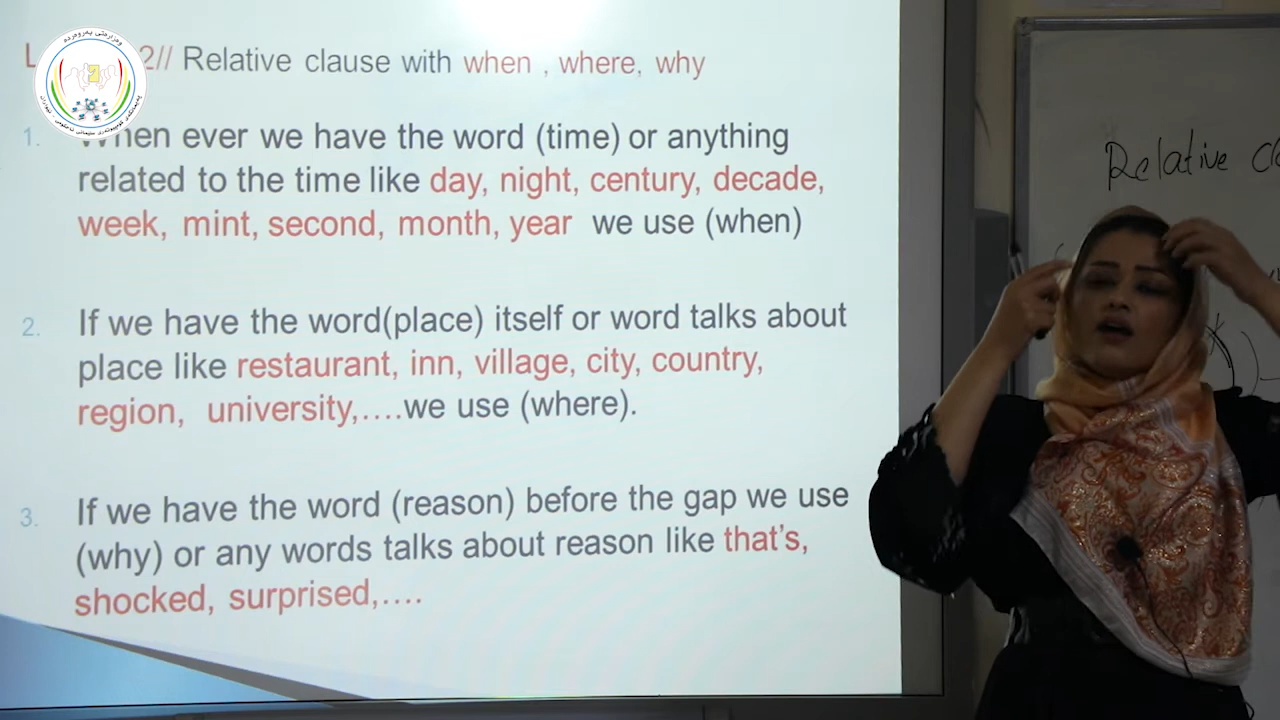 2// Relative clause with when , where, why
1. When ever we have the word (time) or anything
related to the time like day, night, century, decade,
week, mint, second, month, year we use (when)
2. If we have the word(place) itself or word talks about
place like restaurant, inn, village, city, country,
region, university,....we use (where).
3. If we have the word (reason) before the gap we use
(why) or any words talks about reason like that's,
shocked, surprised,....
Relative
وەزارەتی پەروەردە